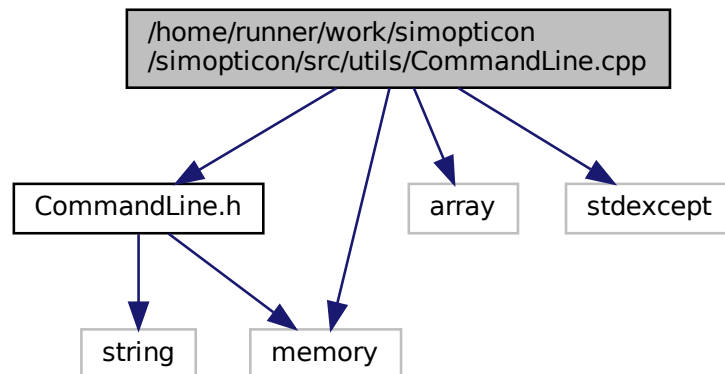 /home/runner/work/simopticon
/simopticon/src/utils/CommandLine.cpp
CommandLine.h
array
stdexcept
string
memory